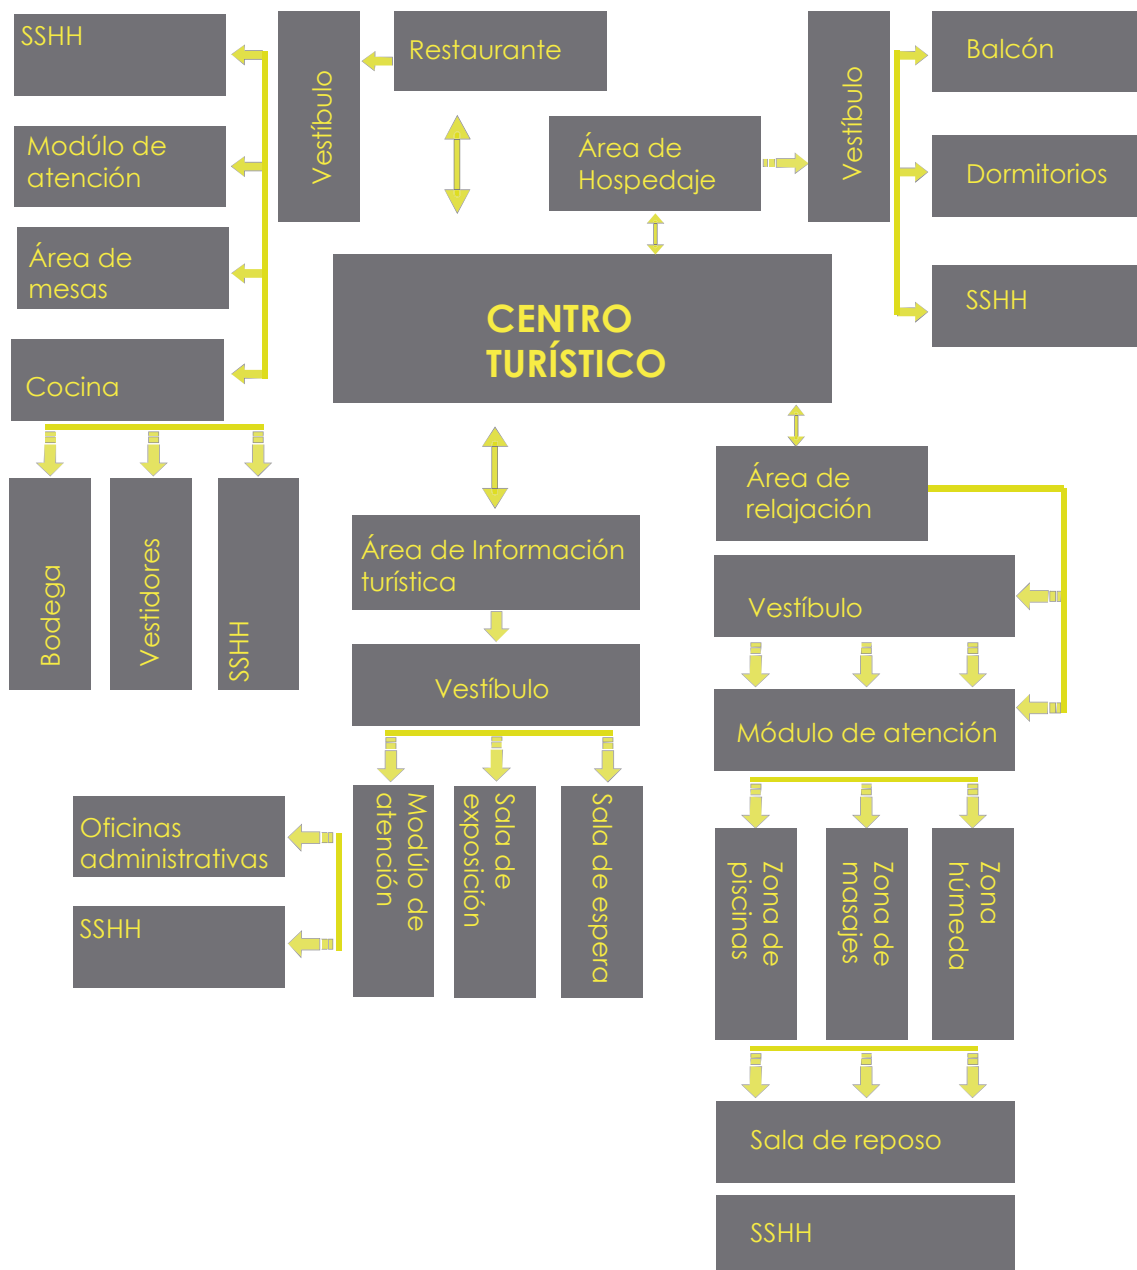 SSHH
Vestíbulo
Restaurante
Vestíbulo
Balcón
Modúlo de
atención
Área de
Hospedaje
Dormitorios
Área de
mesas
SSHH
CENTRO
TURÍSTICO
Cocina
Área de
relajación
Bodega
Vestidores
SSHH
Área de Información
turística
Vestíbulo
Vestíbulo
Módulo de atención
Oficinas
administrativas
SSHH
Modúlo de
atención
Sala de
exposición
Sala de espera
Zona de
piscinas
Zona de
masajes
Zona
húmeda
Sala de reposo
SSHH